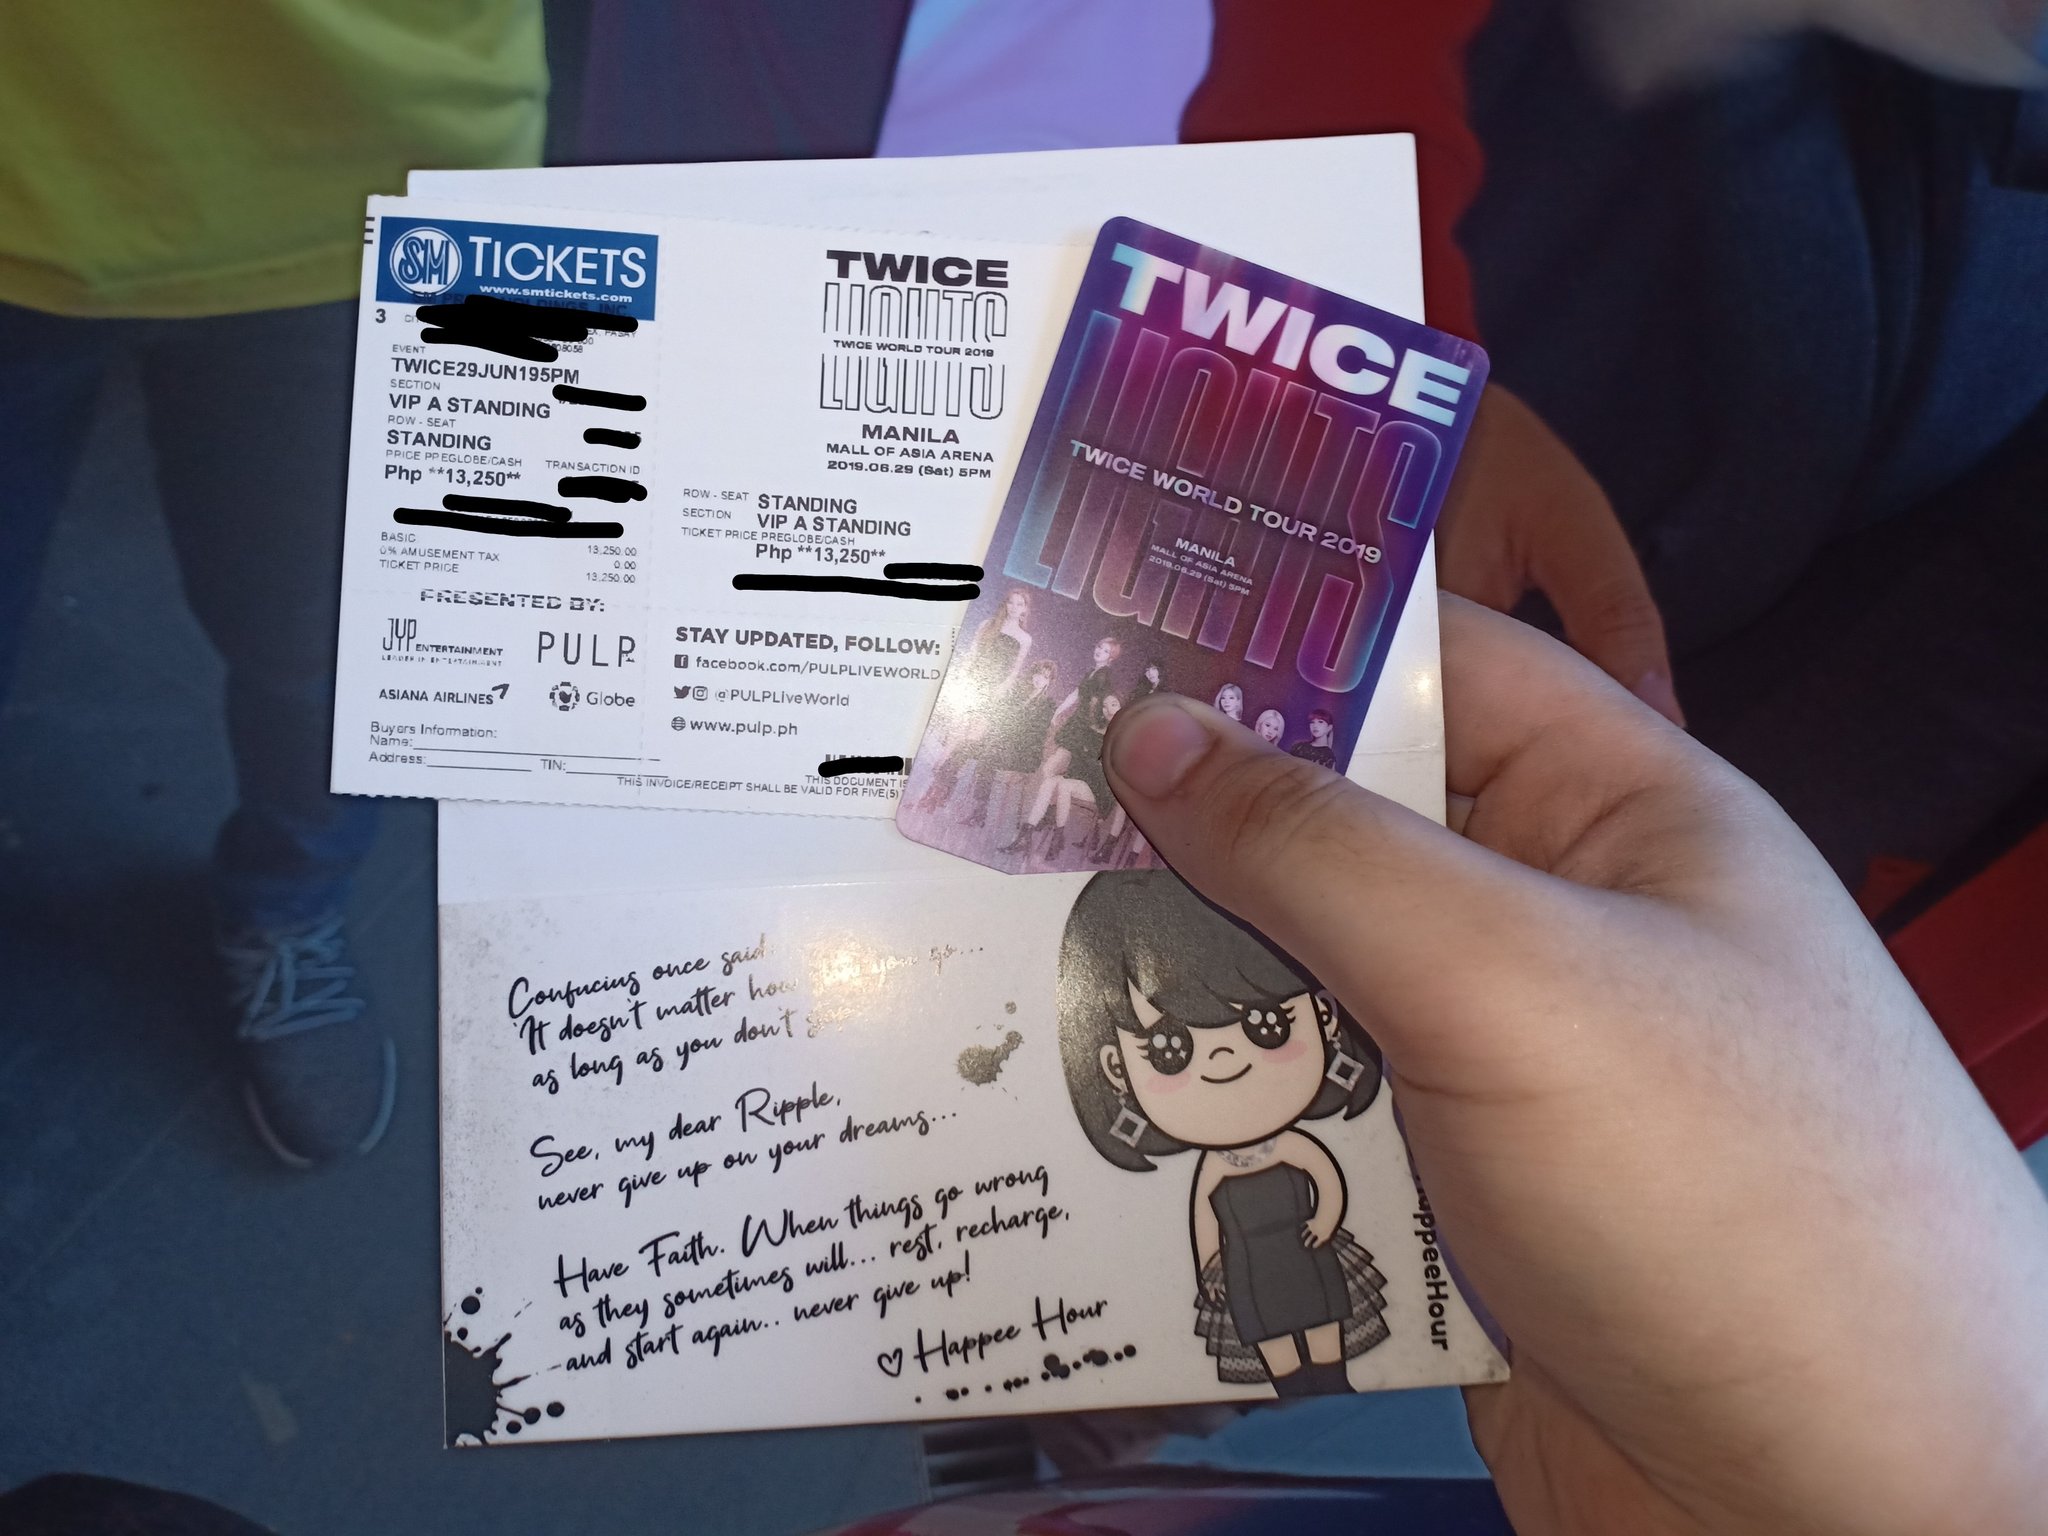 SM TICKETS
www.smtickets.com
3
EVENT
TWICE29JUN195PM
SECTION
VIP A STANDING
ROW - SEAT
STANDING
PRICE PPEGLOBE/CASH
TRANSACTION ID
Php **13,250**
BASIC 13,250.00
0% AMUSEMENT TAX 0.00
TICKET PRICE 13,250.00
PRESENTED BY:
JYP ENTERTAINMENT
LEADER IN ENTERTAINMENT
PULP
ASIANA AIRLINES
Globe
Buyers Information:
Name:
Address: TIN:
TWICE
LIGHTS
TWICE WORLD TOUR 2019
LIGHTS
MANILA
MALL OF ASIA ARENA
2019.06.29 (Sat) 5PM
ROW - SEAT STANDING
SECTION VIP A STANDING
TICKET PRICE PREGLOBE/CASH
Php **13,250**
STAY UPDATED, FOLLOW:
facebook.com/PULPLIVEWORLD
@PULPLiveWorld
www.pulp.ph
THIS DOCUMENT IS
THIS INVOICE/RECEIPT SHALL BE VALID FOR FIVE(5)
TWICE
LIGHTS
TWICE WORLD TOUR 2019
LIGHTS
MANILA
MALL OF ASIA ARENA
2019.06.29 (Sat) 5PM
Confucius once said:
'It doesn't matter how you go...
as long as you don't
See, my dear Ripple,
never give up on your dreams...
Have Faith. When things go wrong
as they sometimes will... rest, recharge,
and start again.. never give up!
♡ Happee Hour
HappeeHour